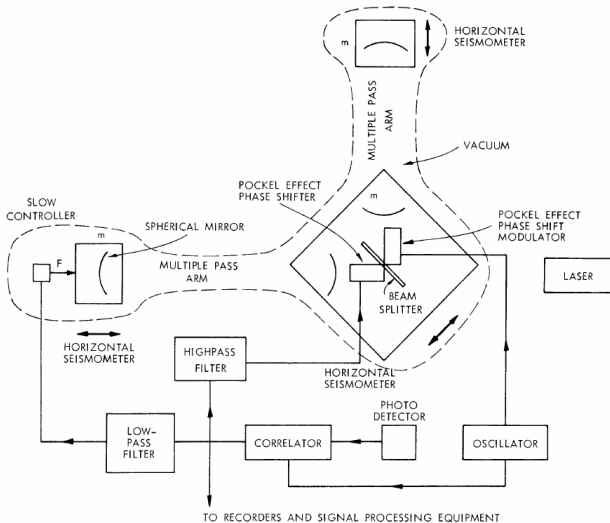 HORIZONTAL
SEISMOMETER
m
MULTIPLE PASS
ARM
VACUUM
POCKEL EFFECT
PHASE SHIFTER
m
SLOW
CONTROLLER
SPHERICAL MIRROR
POCKEL EFFECT
PHASE SHIFT
MODULATOR
m
F
MULTIPLE PASS
ARM
LASER
BEAM
SPLITTER
HORIZONTAL
SEISMOMETER
HIGHPASS
FILTER
HORIZONTAL
SEISMOMETER
PHOTO
DETECTOR
LOW-
PASS
FILTER
CORRELATOR
OSCILLATOR
TO RECORDERS AND SIGNAL PROCESSING EQUIPMENT